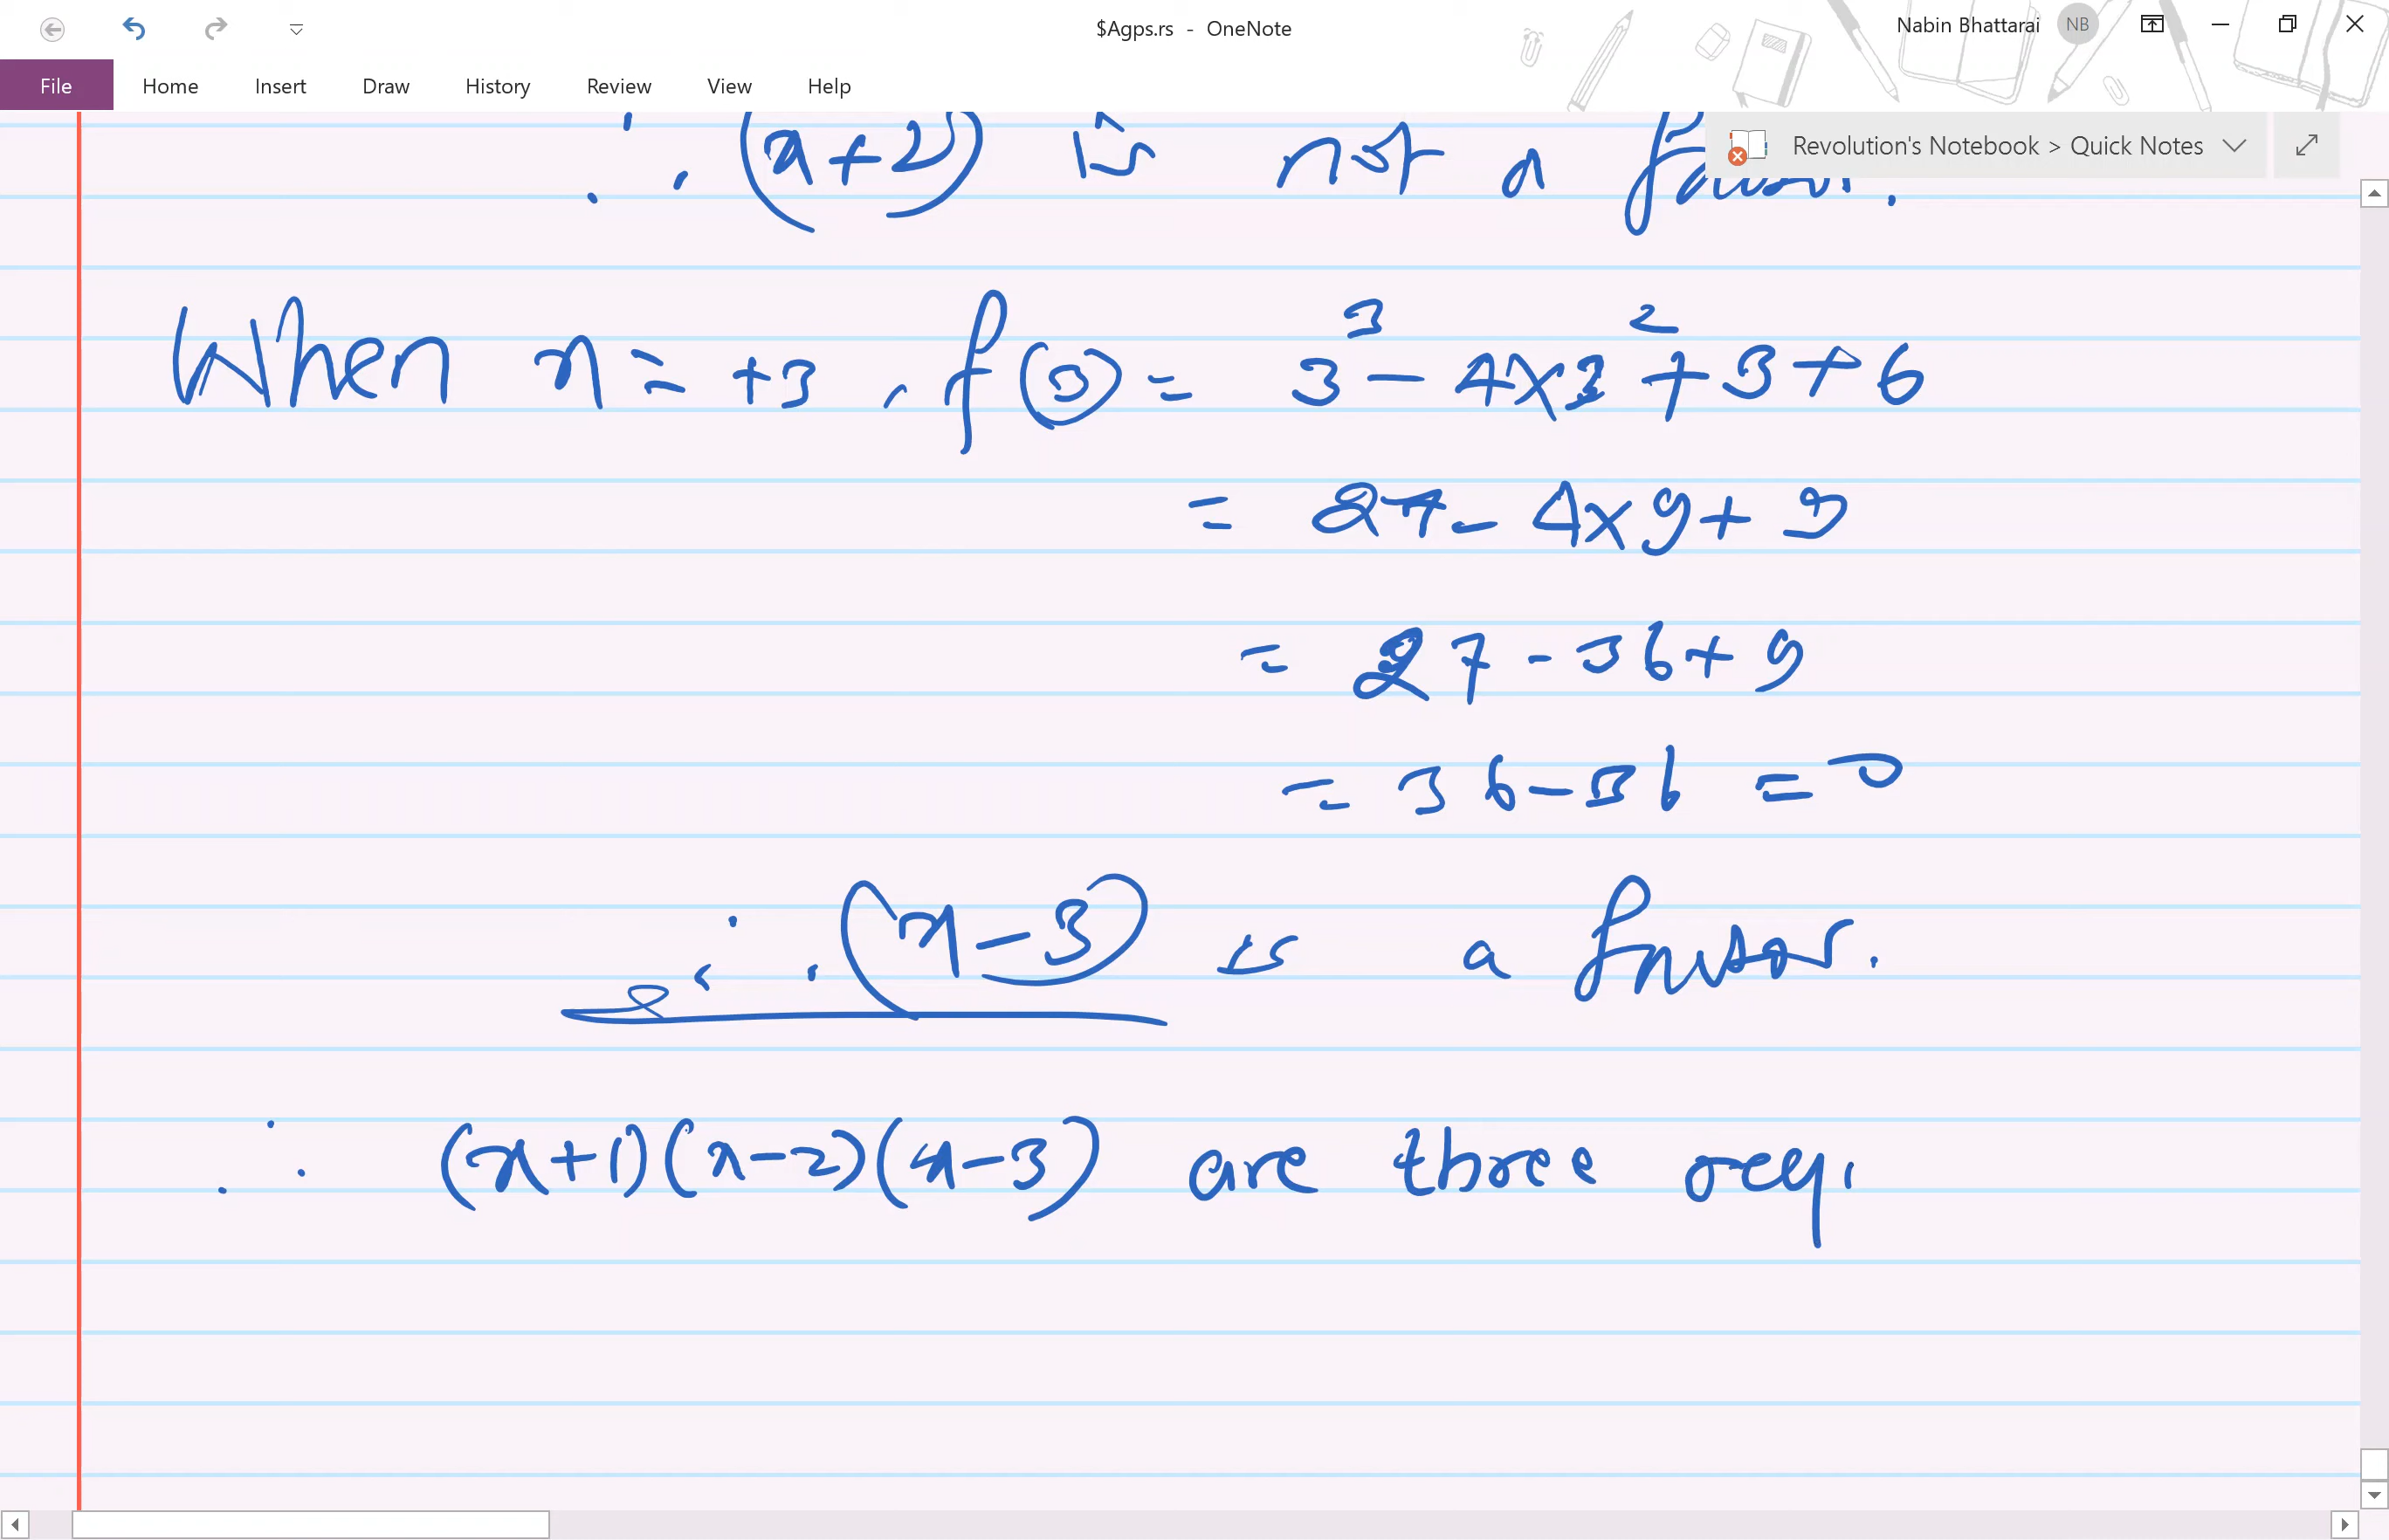 $Agps.rs - OneNote
Nabin Bhattarai NB
File Home Insert Draw History Review View Help
Revolution's Notebook > Quick Notes
∴ (x+2) is not a factor.
When x = +3, f(3) = 3³ - 4×3² + 3 + 6
= 27 - 4×9 + 9
= 27 - 36 + 9
= 36 - 36 = 0
∴ (x-3) is a factor.
∴ (x+1)(x-2)(x-3) are three req.